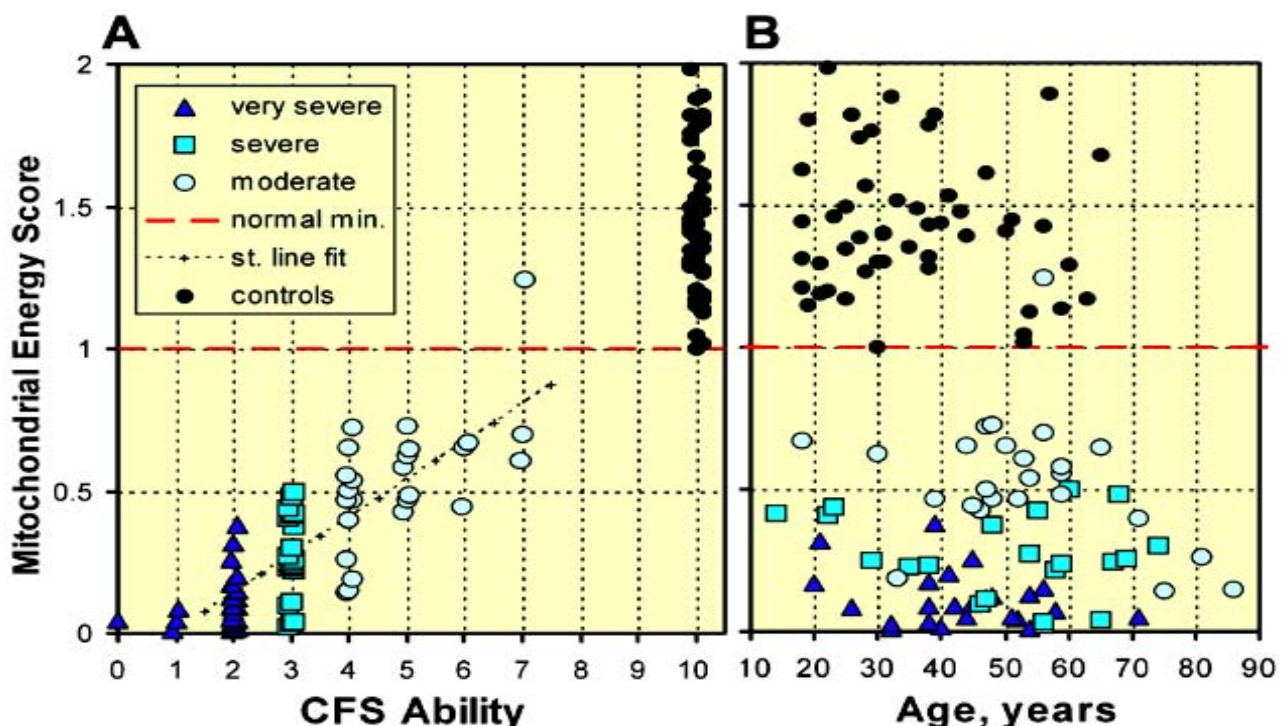 A
B
Mitochondrial Energy Score
2
1.5
1
0.5
0
very severe
severe
moderate
normal min.
st. line fit
controls
0 1 2 3 4 5 6 7 8 9 10
10 20 30 40 50 60 70 80 90
CFS Ability
Age, years